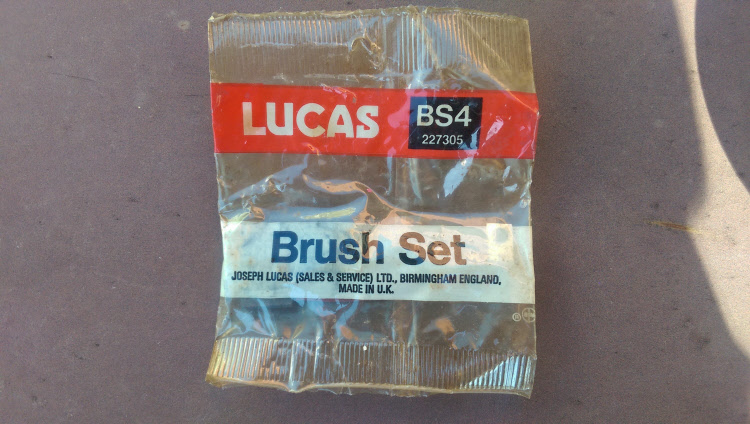 LUCAS
BS4
227305
Brush Set
JOSEPH LUCAS (SALES & SERVICE) LTD., BIRMINGHAM ENGLAND,
MADE IN U.K.
®